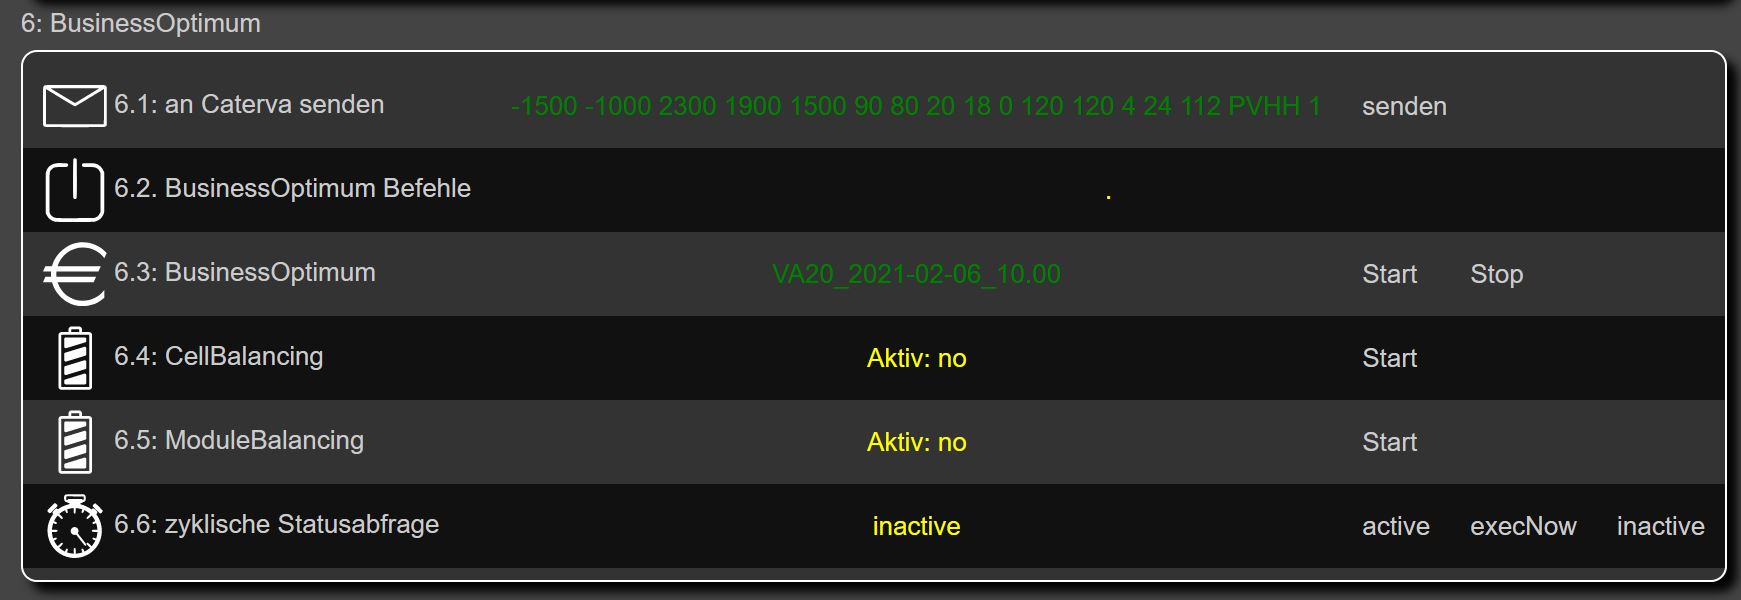 6: BusinessOptimum
6.1: an Caterva senden -1500 -1000 2300 1900 1500 90 80 20 18 0 120 120 4 24 112 PVHH 1 senden
6.2. BusinessOptimum Befehle .
6.3: BusinessOptimum VA20_2021-02-06_10.00 Start Stop
6.4: CellBalancing Aktiv: no Start
6.5: ModuleBalancing Aktiv: no Start
6.6: zyklische Statusabfrage inactive active execNow inactive